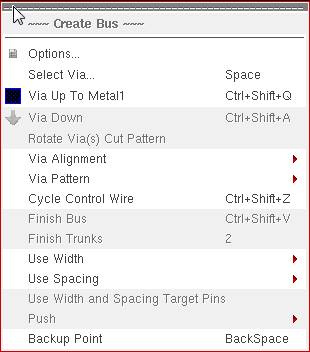 ~~~ Create Bus ~~~
Options...
Select Via... Space
Via Up To Metal1 Ctrl+Shift+Q
Via Down Ctrl+Shift+A
Rotate Via(s) Cut Pattern
Via Alignment
Via Pattern
Cycle Control Wire Ctrl+Shift+Z
Finish Bus Ctrl+Shift+V
Finish Trunks 2
Use Width
Use Spacing
Use Width and Spacing Target Pins
Push
Backup Point BackSpace